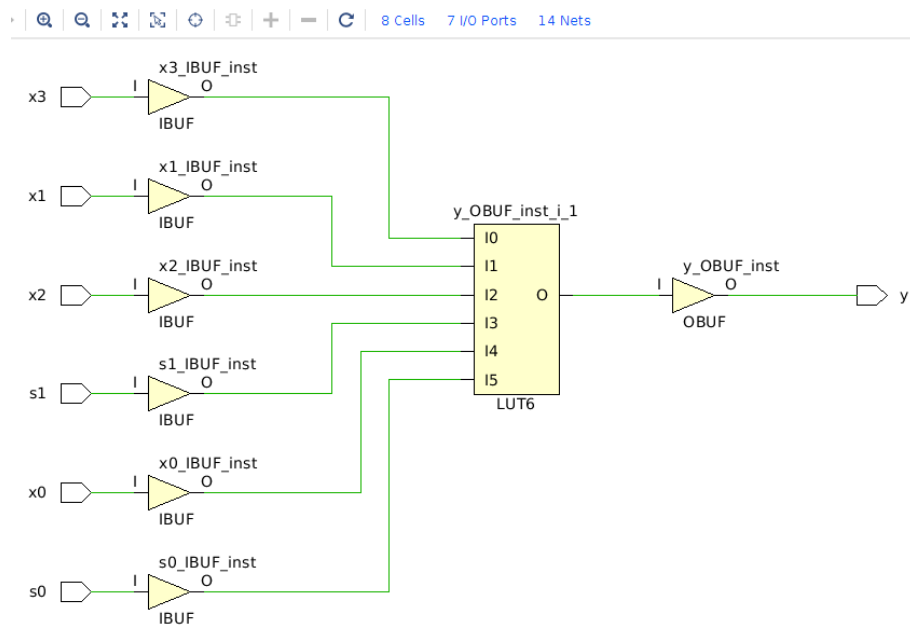 8 Cells 7 I/O Ports 14 Nets
x3_IBUF_inst
x3 I O
IBUF
x1_IBUF_inst
x1 I O
IBUF
y_OBUF_inst_i_1
I0
I1
x2_IBUF_inst
x2 I O
IBUF
I2 O
I3
I4
I5
LUT6
y_OBUF_inst
I O y
OBUF
s1_IBUF_inst
s1 I O
IBUF
x0_IBUF_inst
x0 I O
IBUF
s0_IBUF_inst
s0 I O
IBUF